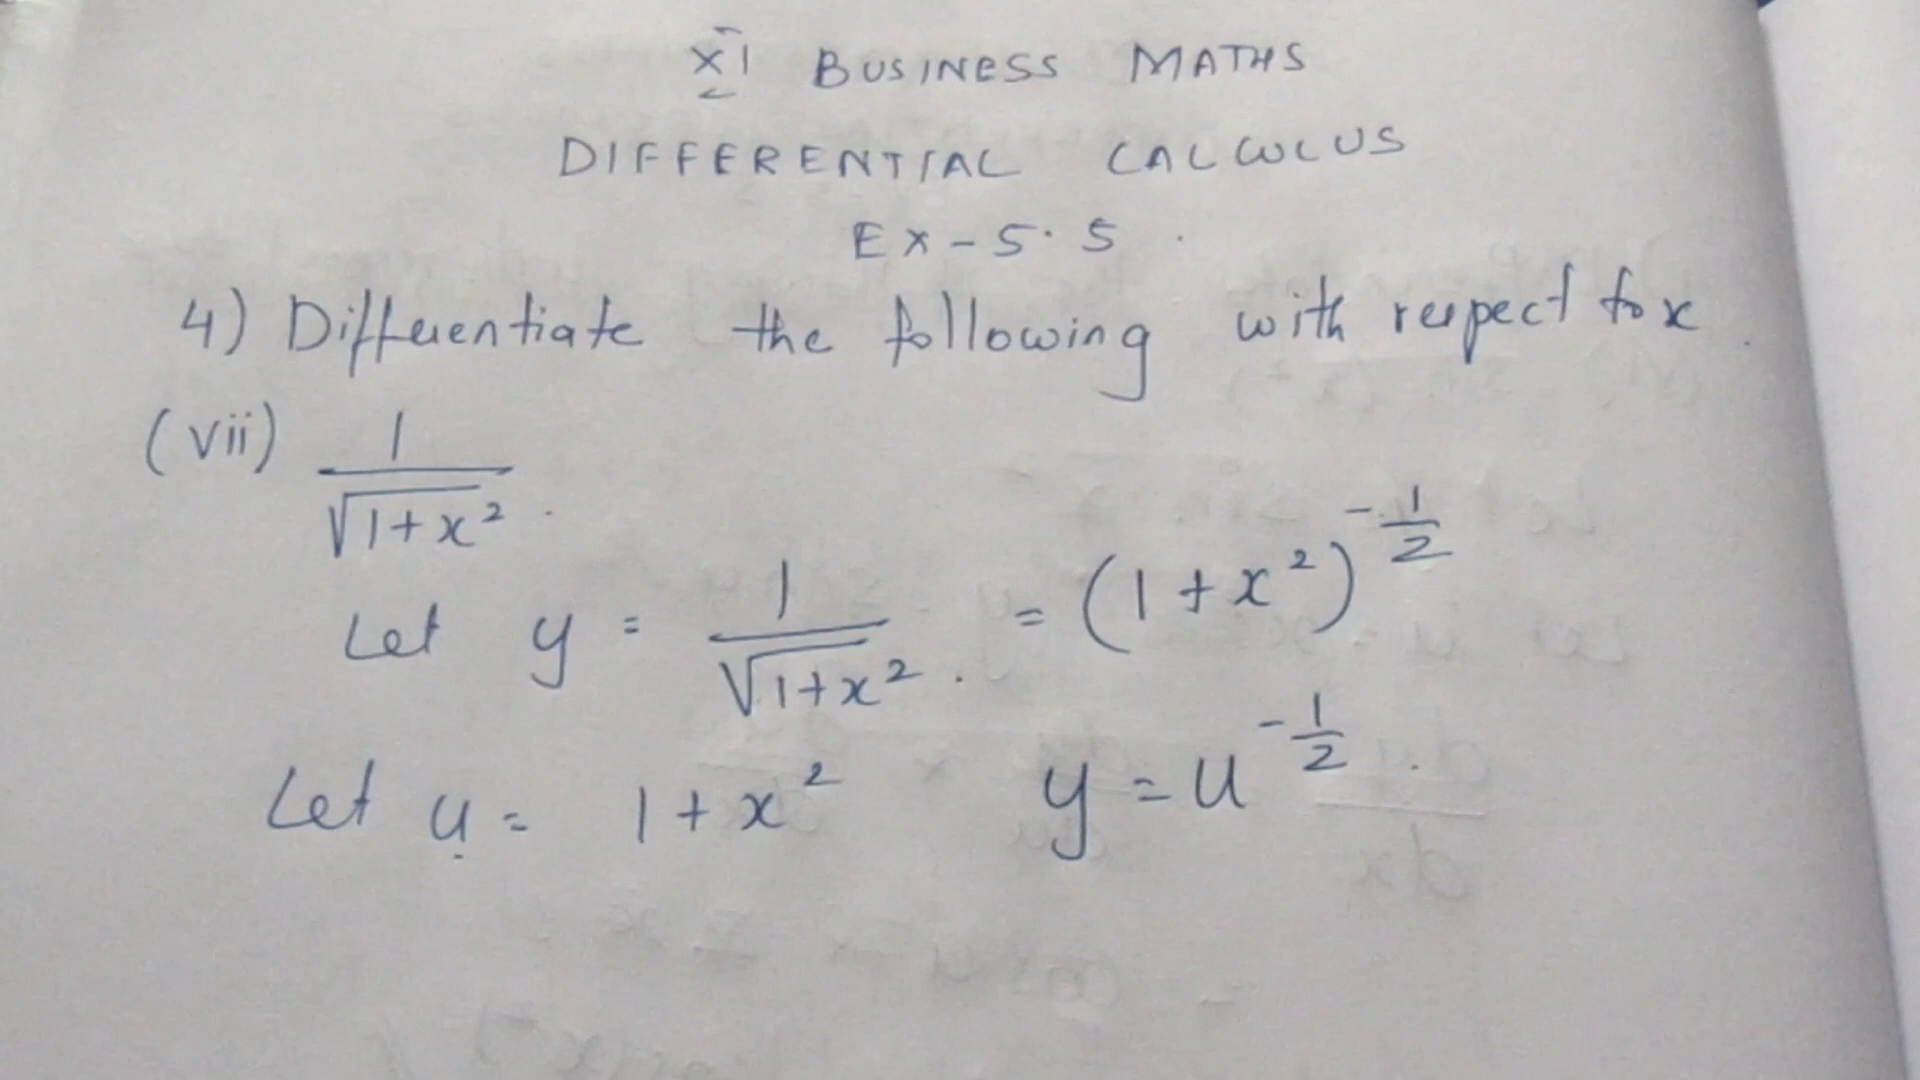 XI BUSINESS MATHS
DIFFERENTIAL CALCULUS
EX-5.5
4) Differentiate the following with respect to x.
(vii) 1/√1+x².
Let y = 1/√1+x². = (1+x²)^-1/2
Let u = 1+x² y = u^-1/2.